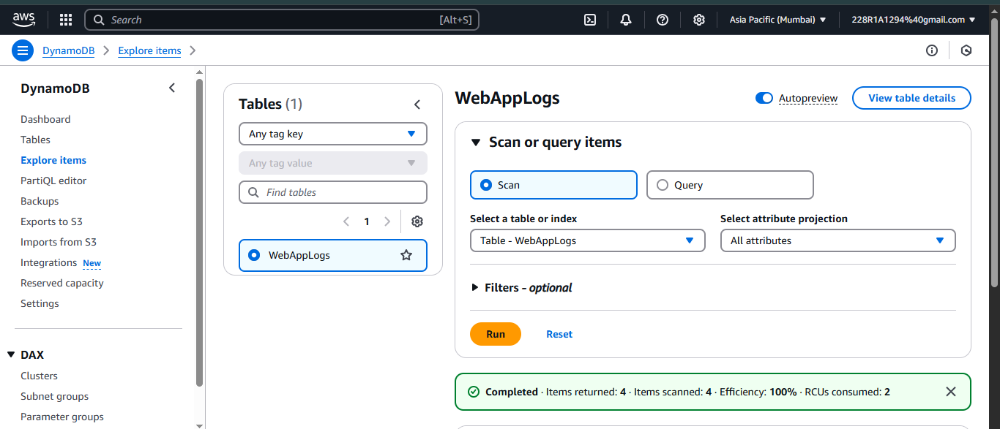 aws
Search [Alt+S]
Asia Pacific (Mumbai)
228R1A1294%40gmail.com
DynamoDB
Explore items
DynamoDB
Dashboard
Tables
Explore items
PartiQL editor
Backups
Exports to S3
Imports from S3
Integrations New
Reserved capacity
Settings
DAX
Clusters
Subnet groups
Parameter groups
Tables (1)
Any tag key
Any tag value
Find tables
1
WebAppLogs
WebAppLogs
Autopreview
View table details
Scan or query items
Scan
Query
Select a table or index
Table - WebAppLogs
Select attribute projection
All attributes
Filters - optional
Run
Reset
Completed · Items returned: 4 · Items scanned: 4 · Efficiency: 100% · RCUs consumed: 2